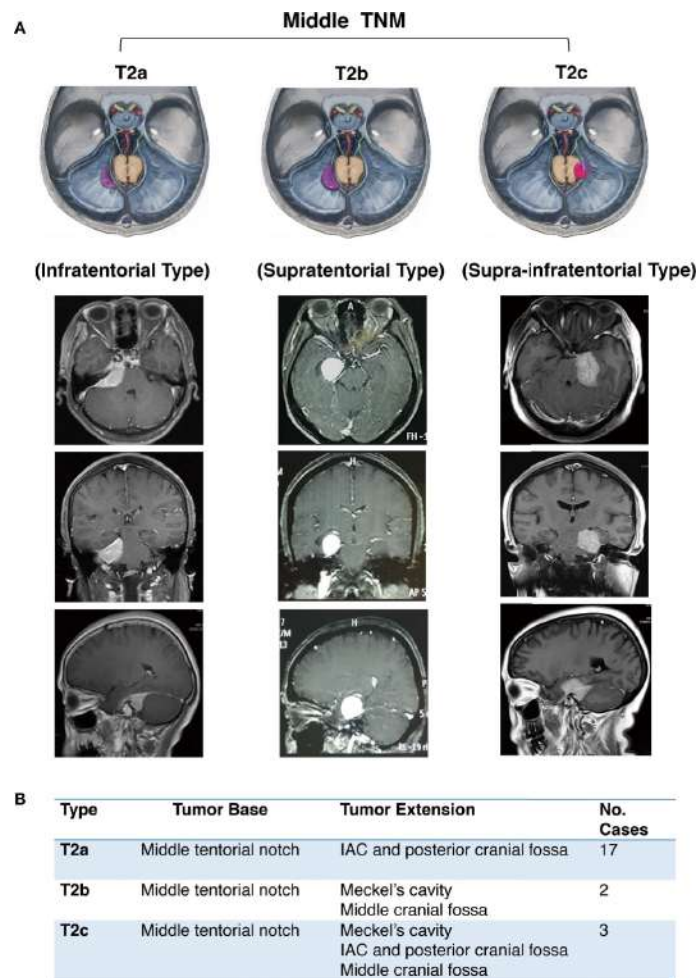 A
Middle TNM
T2a T2b T2c
(Infratentorial Type) (Supratentorial Type) (Supra-infratentorial Type)
A
FH
H
AP S
H
B
Type Tumor Base Tumor Extension No. Cases
T2a Middle tentorial notch IAC and posterior cranial fossa 17
T2b Middle tentorial notch Meckel's cavity 2
Middle cranial fossa
T2c Middle tentorial notch Meckel's cavity 3
IAC and posterior cranial fossa
Middle cranial fossa